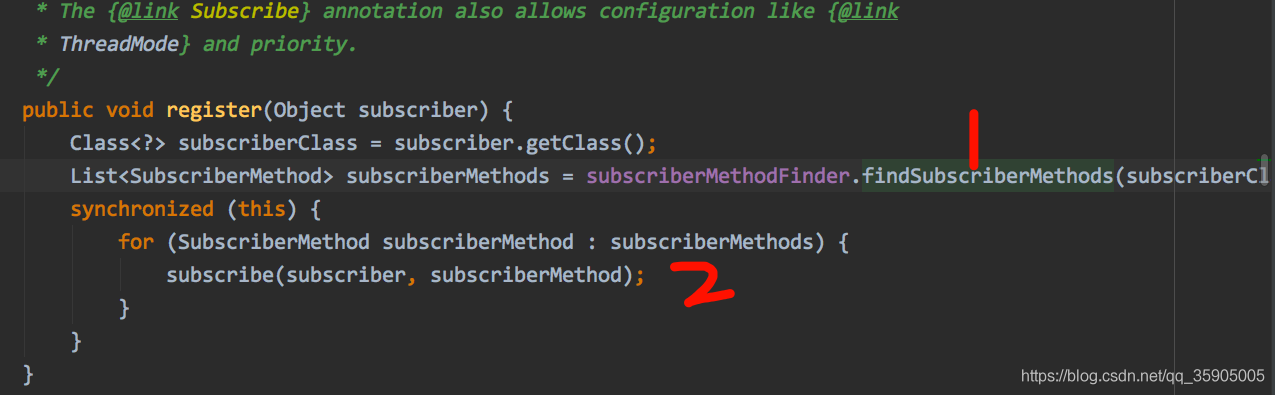 * The {@link Subscribe} annotation also allows configuration like {@link
* ThreadMode} and priority.
*/
public void register(Object subscriber) {
Class<?> subscriberClass = subscriber.getClass();
List<SubscriberMethod> subscriberMethods = subscriberMethodFinder.findSubscriberMethods(subscriberCl
synchronized (this) {
for (SubscriberMethod subscriberMethod : subscriberMethods) {
subscribe(subscriber, subscriberMethod);
}
}
}
1
2
https://blog.csdn.net/qq_35905005